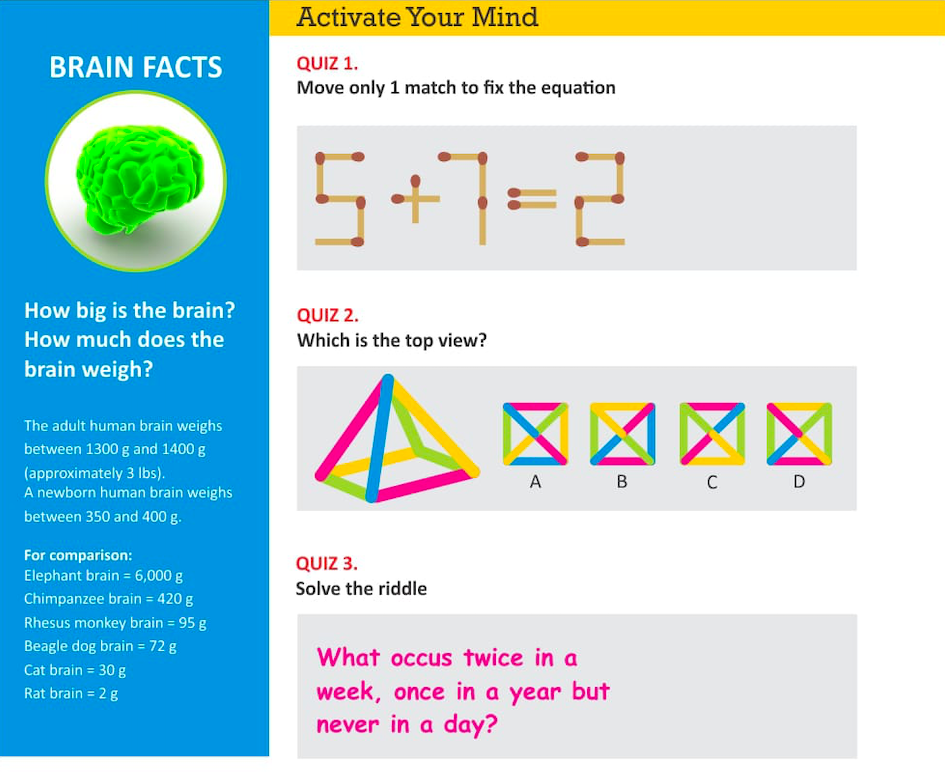 BRAIN FACTS
How big is the brain?
How much does the
brain weigh?
The adult human brain weighs
between 1300 g and 1400 g
(approximately 3 lbs).
A newborn human brain weighs
between 350 and 400 g.
For comparison:
Elephant brain = 6,000 g
Chimpanzee brain = 420 g
Rhesus monkey brain = 95 g
Beagle dog brain = 72 g
Cat brain = 30 g
Rat brain = 2 g
Activate Your Mind
QUIZ 1.
Move only 1 match to fix the equation
5+7=2
QUIZ 2.
Which is the top view?
A B C D
QUIZ 3.
Solve the riddle
What occus twice in a
week, once in a year but
never in a day?